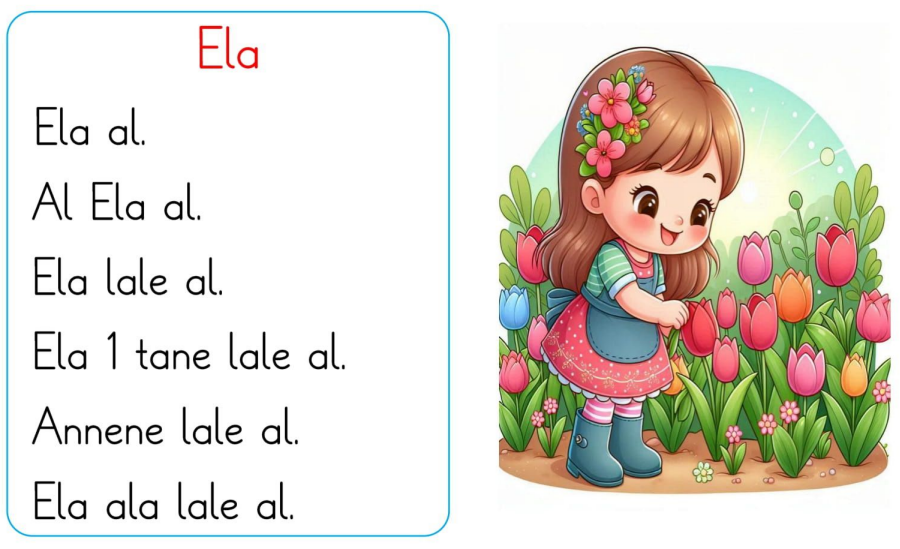 Ela
Ela al.
Al Ela al.
Ela lale al.
Ela 1 tane lale al.
Annene lale al.
Ela ala lale al.